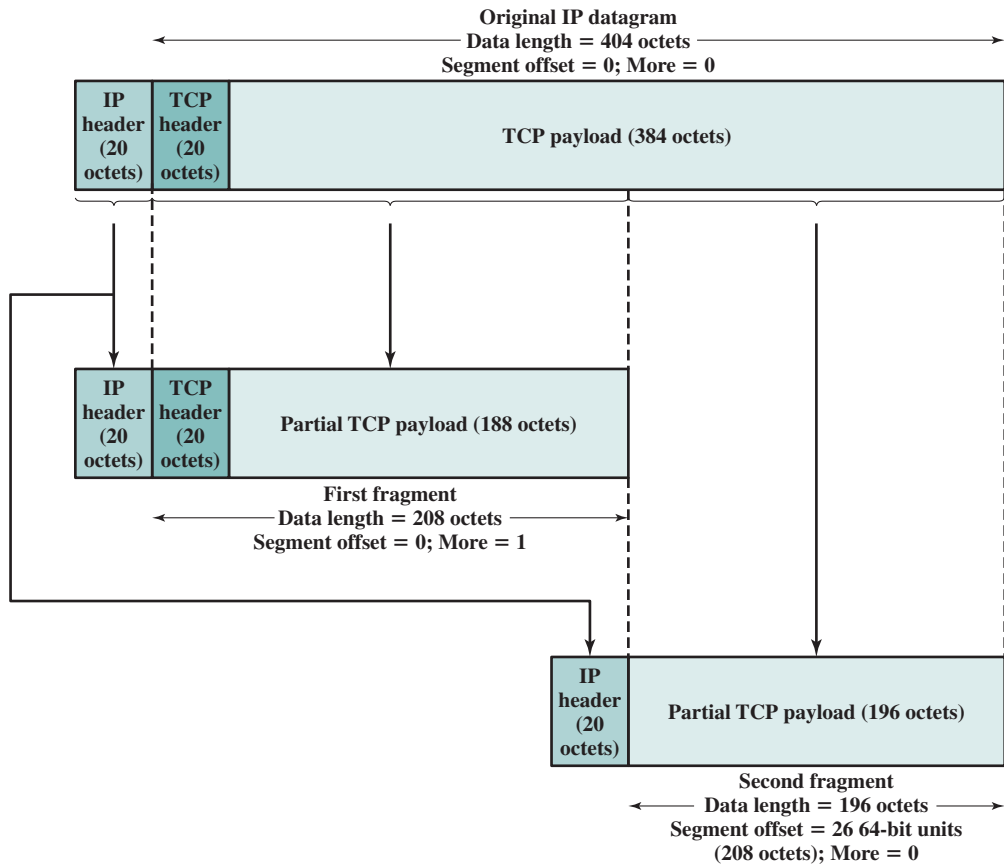 Original IP datagram
Data length = 404 octets
Segment offset = 0; More = 0
IP
header
(20
octets)
TCP
header
(20
octets)
TCP payload (384 octets)
IP
header
(20
octets)
TCP
header
(20
octets)
Partial TCP payload (188 octets)
First fragment
Data length = 208 octets
Segment offset = 0; More = 1
IP
header
(20
octets)
Partial TCP payload (196 octets)
Second fragment
Data length = 196 octets
Segment offset = 26 64-bit units
(208 octets); More = 0